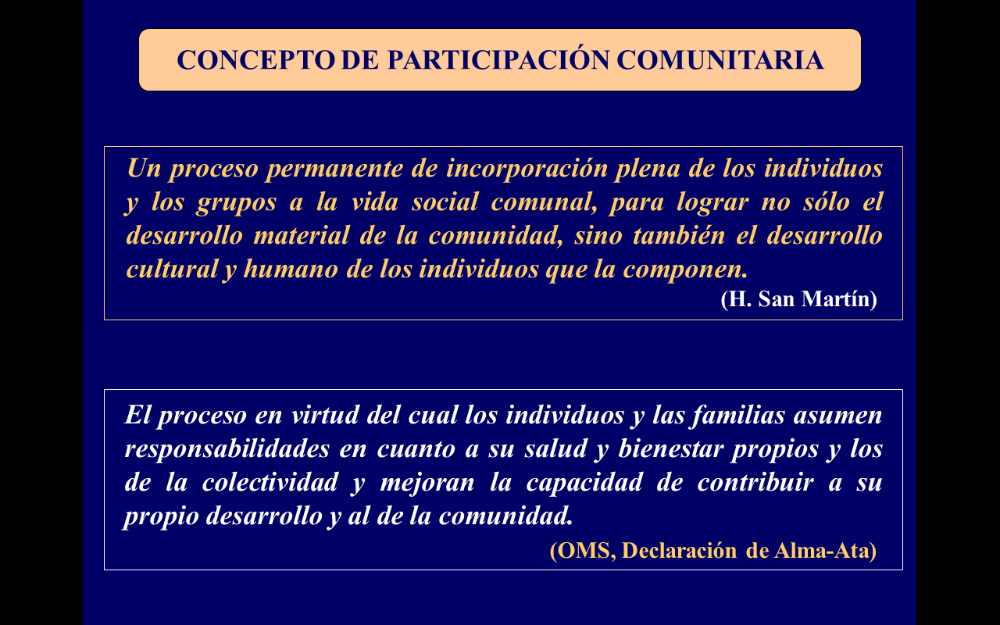 CONCEPTO DE PARTICIPACIÓN COMUNITARIA
Un proceso permanente de incorporación plena de los individuos
y los grupos a la vida social comunal, para lograr no sólo el
desarrollo material de la comunidad, sino también el desarrollo
cultural y humano de los individuos que la componen.
(H. San Martín)
El proceso en virtud del cual los individuos y las familias asumen
responsabilidades en cuanto a su salud y bienestar propios y los
de la colectividad y mejoran la capacidad de contribuir a su
propio desarrollo y al de la comunidad.
(OMS, Declaración de Alma-Ata)